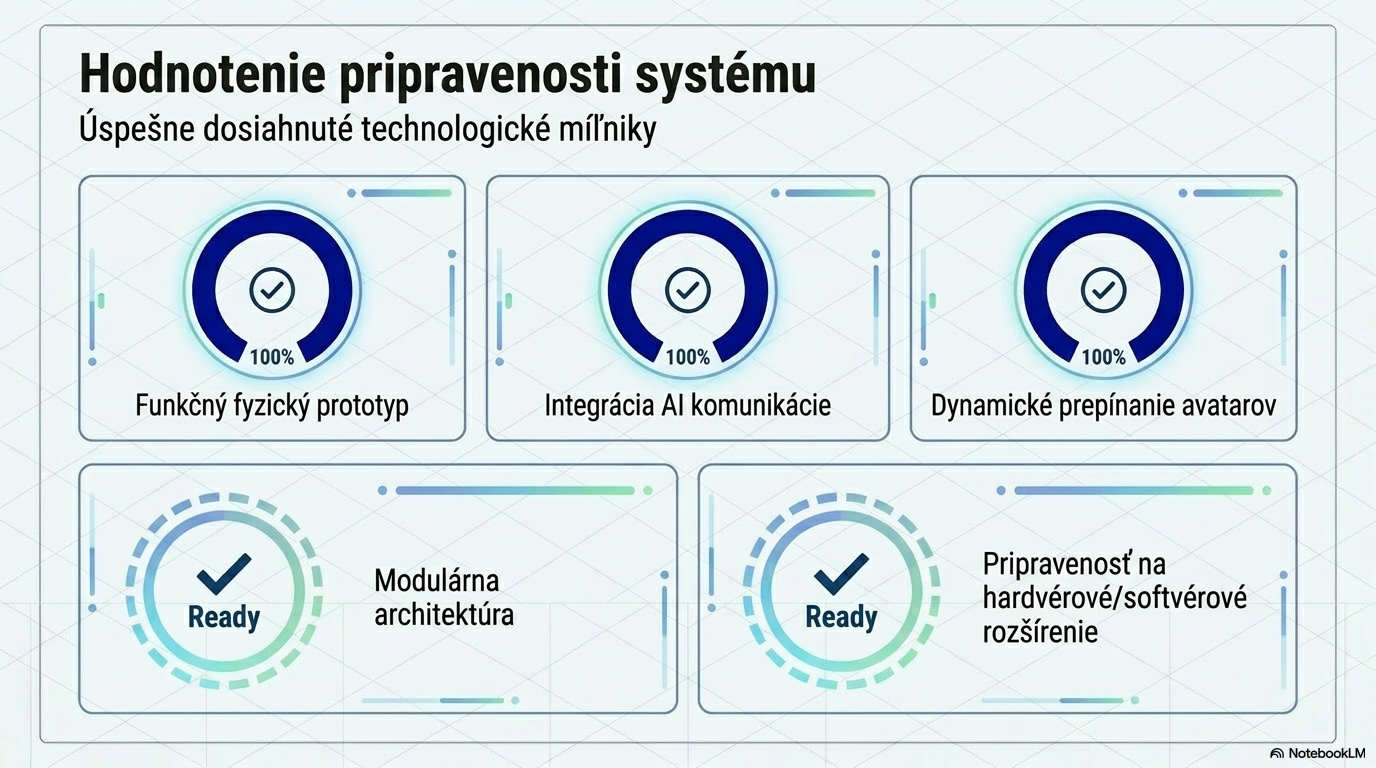 Hodnotenie pripravenosti systému
Úspešne dosiahnuté technologické míľniky
100%
Funkčný fyzický prototyp
100%
Integrácia AI komunikácie
100%
Dynamické prepínanie avatarov
Ready
Modulárna
architektúra
Ready
Pripravenosť na
hardvérové/softvérové
rozšírenie
NotebookLM